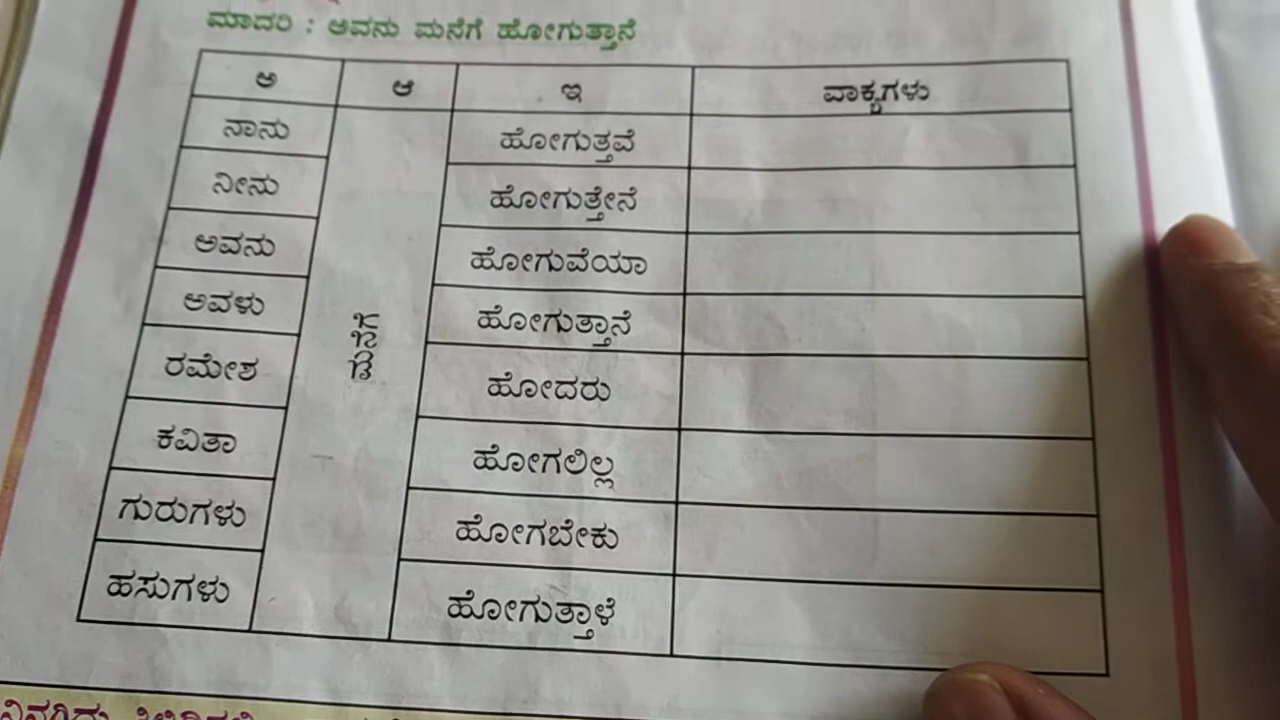 ಮಾದರಿ : ಅವನು ಮನೆಗೆ ಹೋಗುತ್ತಾನೆ
ಅ ಆ ಇ ವಾಕ್ಯಗಳು
ನಾನು ಹೋಗುತ್ತವೆ
ನೀನು ಹೋಗುತ್ತೇನೆ
ಅವನು ಹೋಗುವೆಯಾ
ಅವಳು ಮನೆಗೆ ಹೋಗುತ್ತಾನೆ
ರಮೇಶ ಹೋದರು
ಕವಿತಾ ಹೋಗಲಿಲ್ಲ
ಗುರುಗಳು ಹೋಗಬೇಕು
ಹಸುಗಳು ಹೋಗುತ್ತಾಳೆ